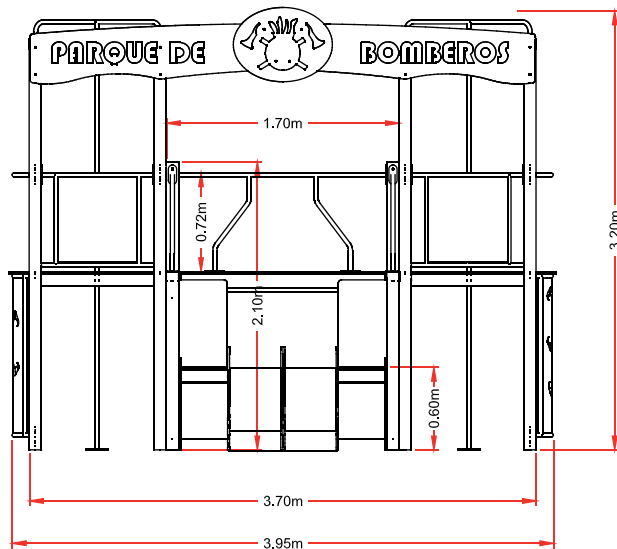 PARQUE DE BOMBEROS
1.70m
0.72m
2.10m
3.20m
0.60m
3.70m
3.95m